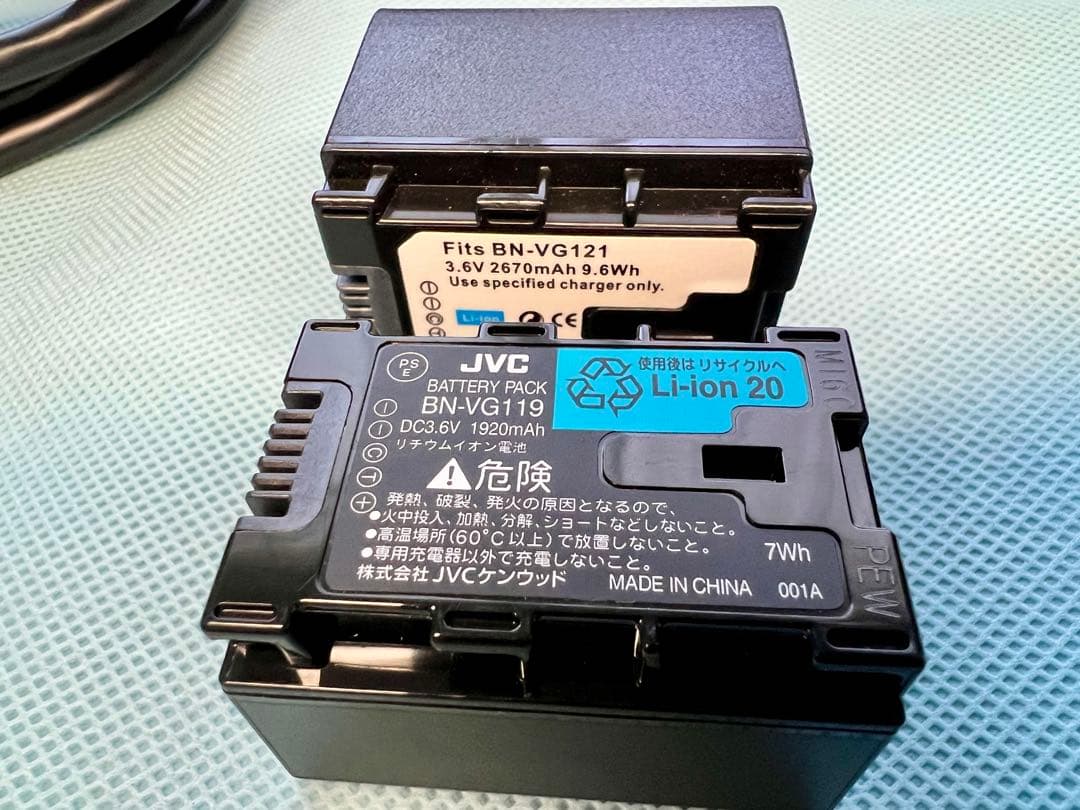 Fits BN-VG121
3.6V 2670mAh 9.6Wh
Use specified charger only.
Li-ion
CE
PS
E
JVC
BATTERY PACK
BN-VG119
DC3.6V 1920mAh
リチウムイオン電池
使用後はリサイクルへ
Li-ion 20
⚠危険
発熱、破裂、発火の原因となるので、
●火中投入、加熱、分解、ショートなどしないこと。
●高温場所(60℃以上)で放置しないこと。
●専用充電器以外で充電しないこと。
株式会社 JVCケンウッド
7Wh
MADE IN CHINA 001A
T
C
PEW